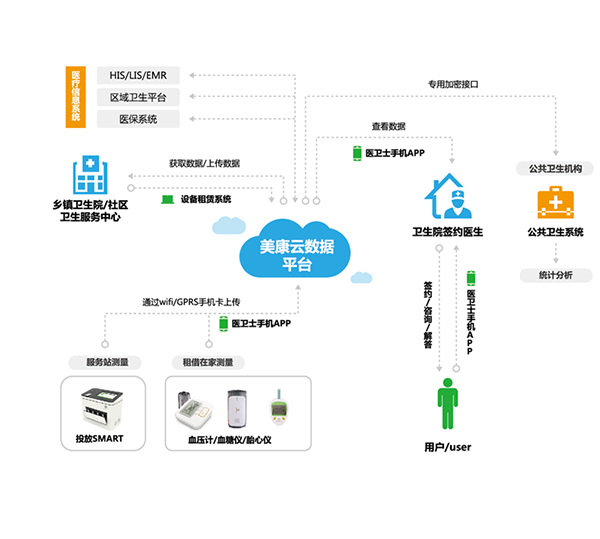 医疗信息系统
HIS/LIS/EMR
区域卫生平台
医保系统
专用加密接口
查看数据
医卫士手机APP
获取数据/上传数据
设备租赁系统
乡镇卫生院/社区
卫生服务中心
美康云数据
平台
卫生院签约医生
公共卫生机构
公共卫生系统
统计分析
通过wifi/GPRS手机卡上传
医卫士手机APP
签约/咨询/解答
医卫士手机APP
服务站测量
租借在家测量
投放SMART
血压计/血糖仪/胎心仪
用户/user